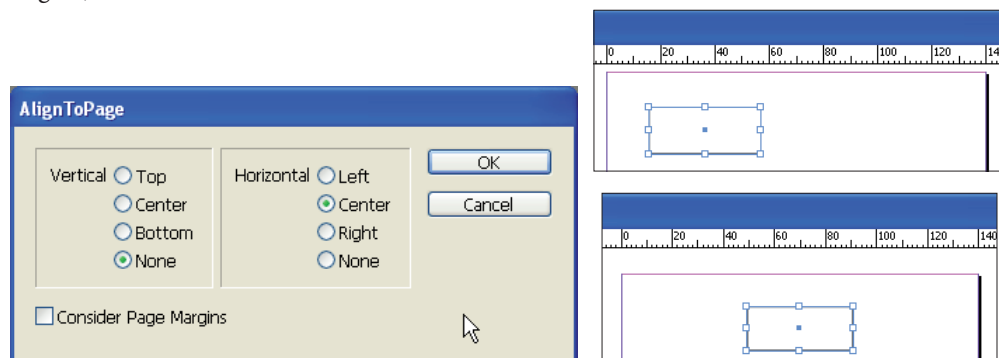 AlignToPage
Vertical Top
Center
Bottom
None
Horizontal Left
Center
Right
None
OK
Cancel
Consider Page Margins
0 20 40 60 80 100 120 14
0 20 40 60 80 100 120 140